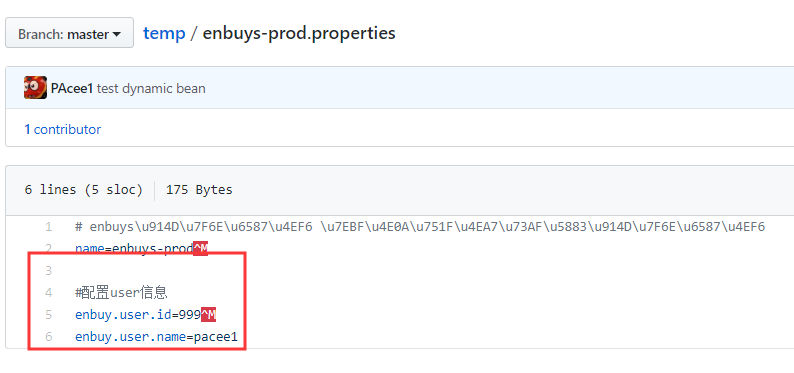 Branch: master
temp / enbuys-prod.properties
PAcee1 test dynamic bean
1 contributor
6 lines (5 sloc) 175 Bytes
1 # enbuys\u914D\u7F6E\u6587\u4EF6 \u7EBF\u4E0A\u751F\u4EA7\u73AF\u5883\u914D\u7F6E\u6587\u4EF6
2 name=enbuys-prod^M
3
4 #配置user信息
5 enbuy.user.id=999^M
6 enbuy.user.name=pacee1